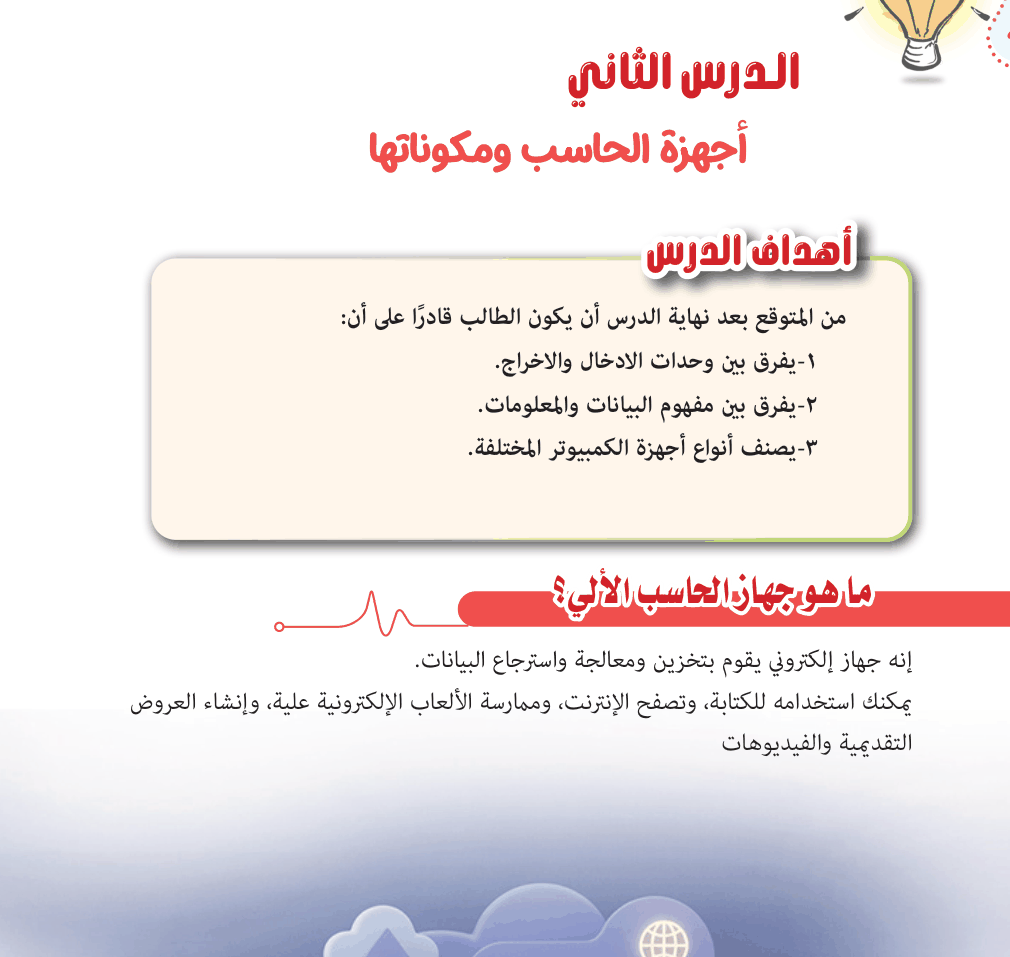 الدرس الثاني
أجهزة الحاسب ومكوناتها
أهداف الدرس
من المتوقع بعد نهاية الدرس أن يكون الطالب قادرًا على أن:
١-يفرق بين وحدات الادخال والاخراج.
٢-يفرق بين مفهوم البيانات والمعلومات.
٣-يصنف أنواع أجهزة الكمبيوتر المختلفة.
ما هو جهاز الحاسب الألي؟
إنه جهاز إلكتروني يقوم بتخزين ومعالجة واسترجاع البيانات.
يمكنك استخدامه للكتابة، وتصفح الإنترنت، وممارسة الألعاب الإلكترونية علية، وإنشاء العروض
التقديمية والفيديوهات